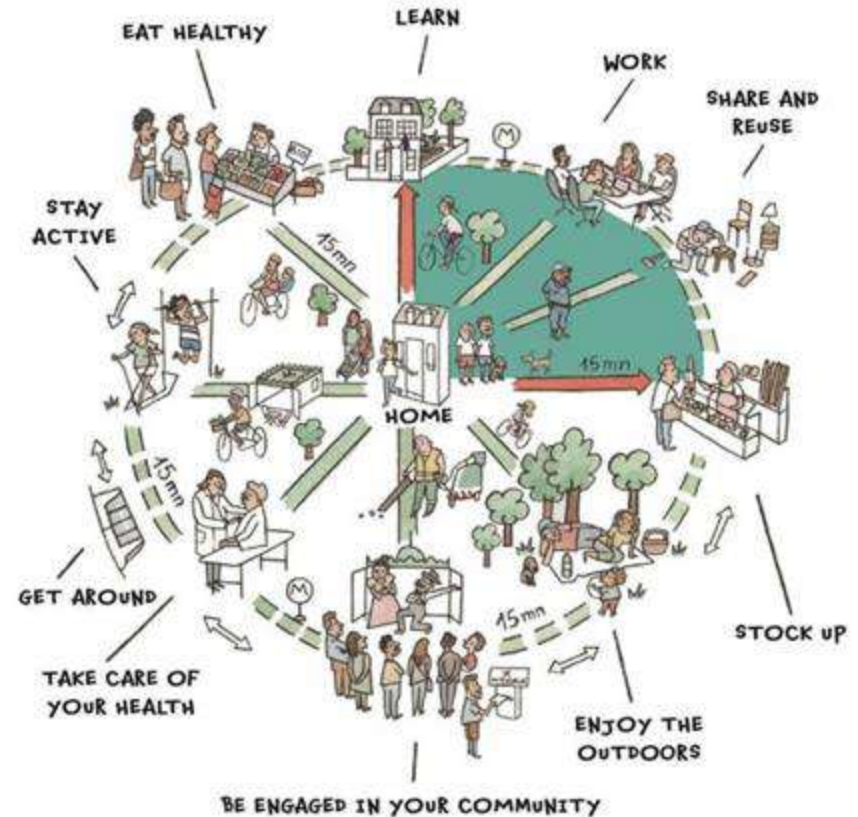 LEARN
EAT HEALTHY
WORK
SHARE AND
REUSE
STAY
ACTIVE
M
15mn
15mn
HOME
15mn
GET AROUND
M
15mn
STOCK UP
TAKE CARE OF
YOUR HEALTH
ENJOY THE
OUTDOORS
BE ENGAGED IN YOUR COMMUNITY